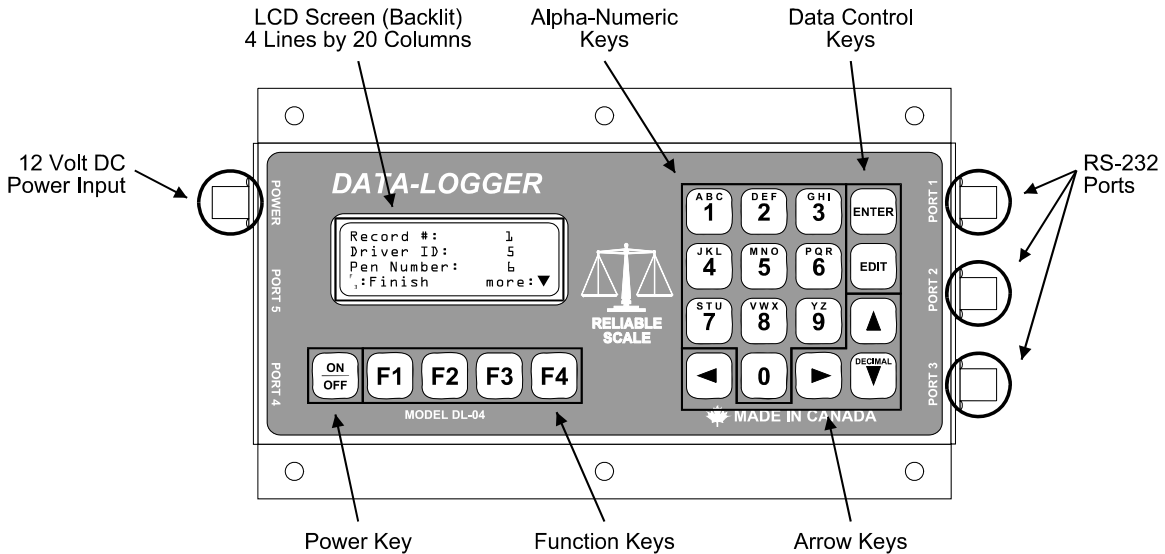 LCD Screen (Backlit)
4 Lines by 20 Columns
Alpha-Numeric
Keys
Data Control
Keys
12 Volt DC
Power Input
RS-232
Ports
POWER
PORT 5
PORT 4
DATA-LOGGER
Record #: 1
Driver ID: 5
Pen Number: 6
F3:Finish more:▼
RELIABLE
SCALE
ABC
1
DEF
2
GHI
3
ENTER
JKL
4
MNO
5
PQR
6
EDIT
STU
7
VWX
8
YZ
9
▲
◄
0
►
DECIMAL
▼
PORT 1
PORT 2
PORT 3
ON
OFF
F1
F2
F3
F4
MODEL DL-04
MADE IN CANADA
Power Key
Function Keys
Arrow Keys